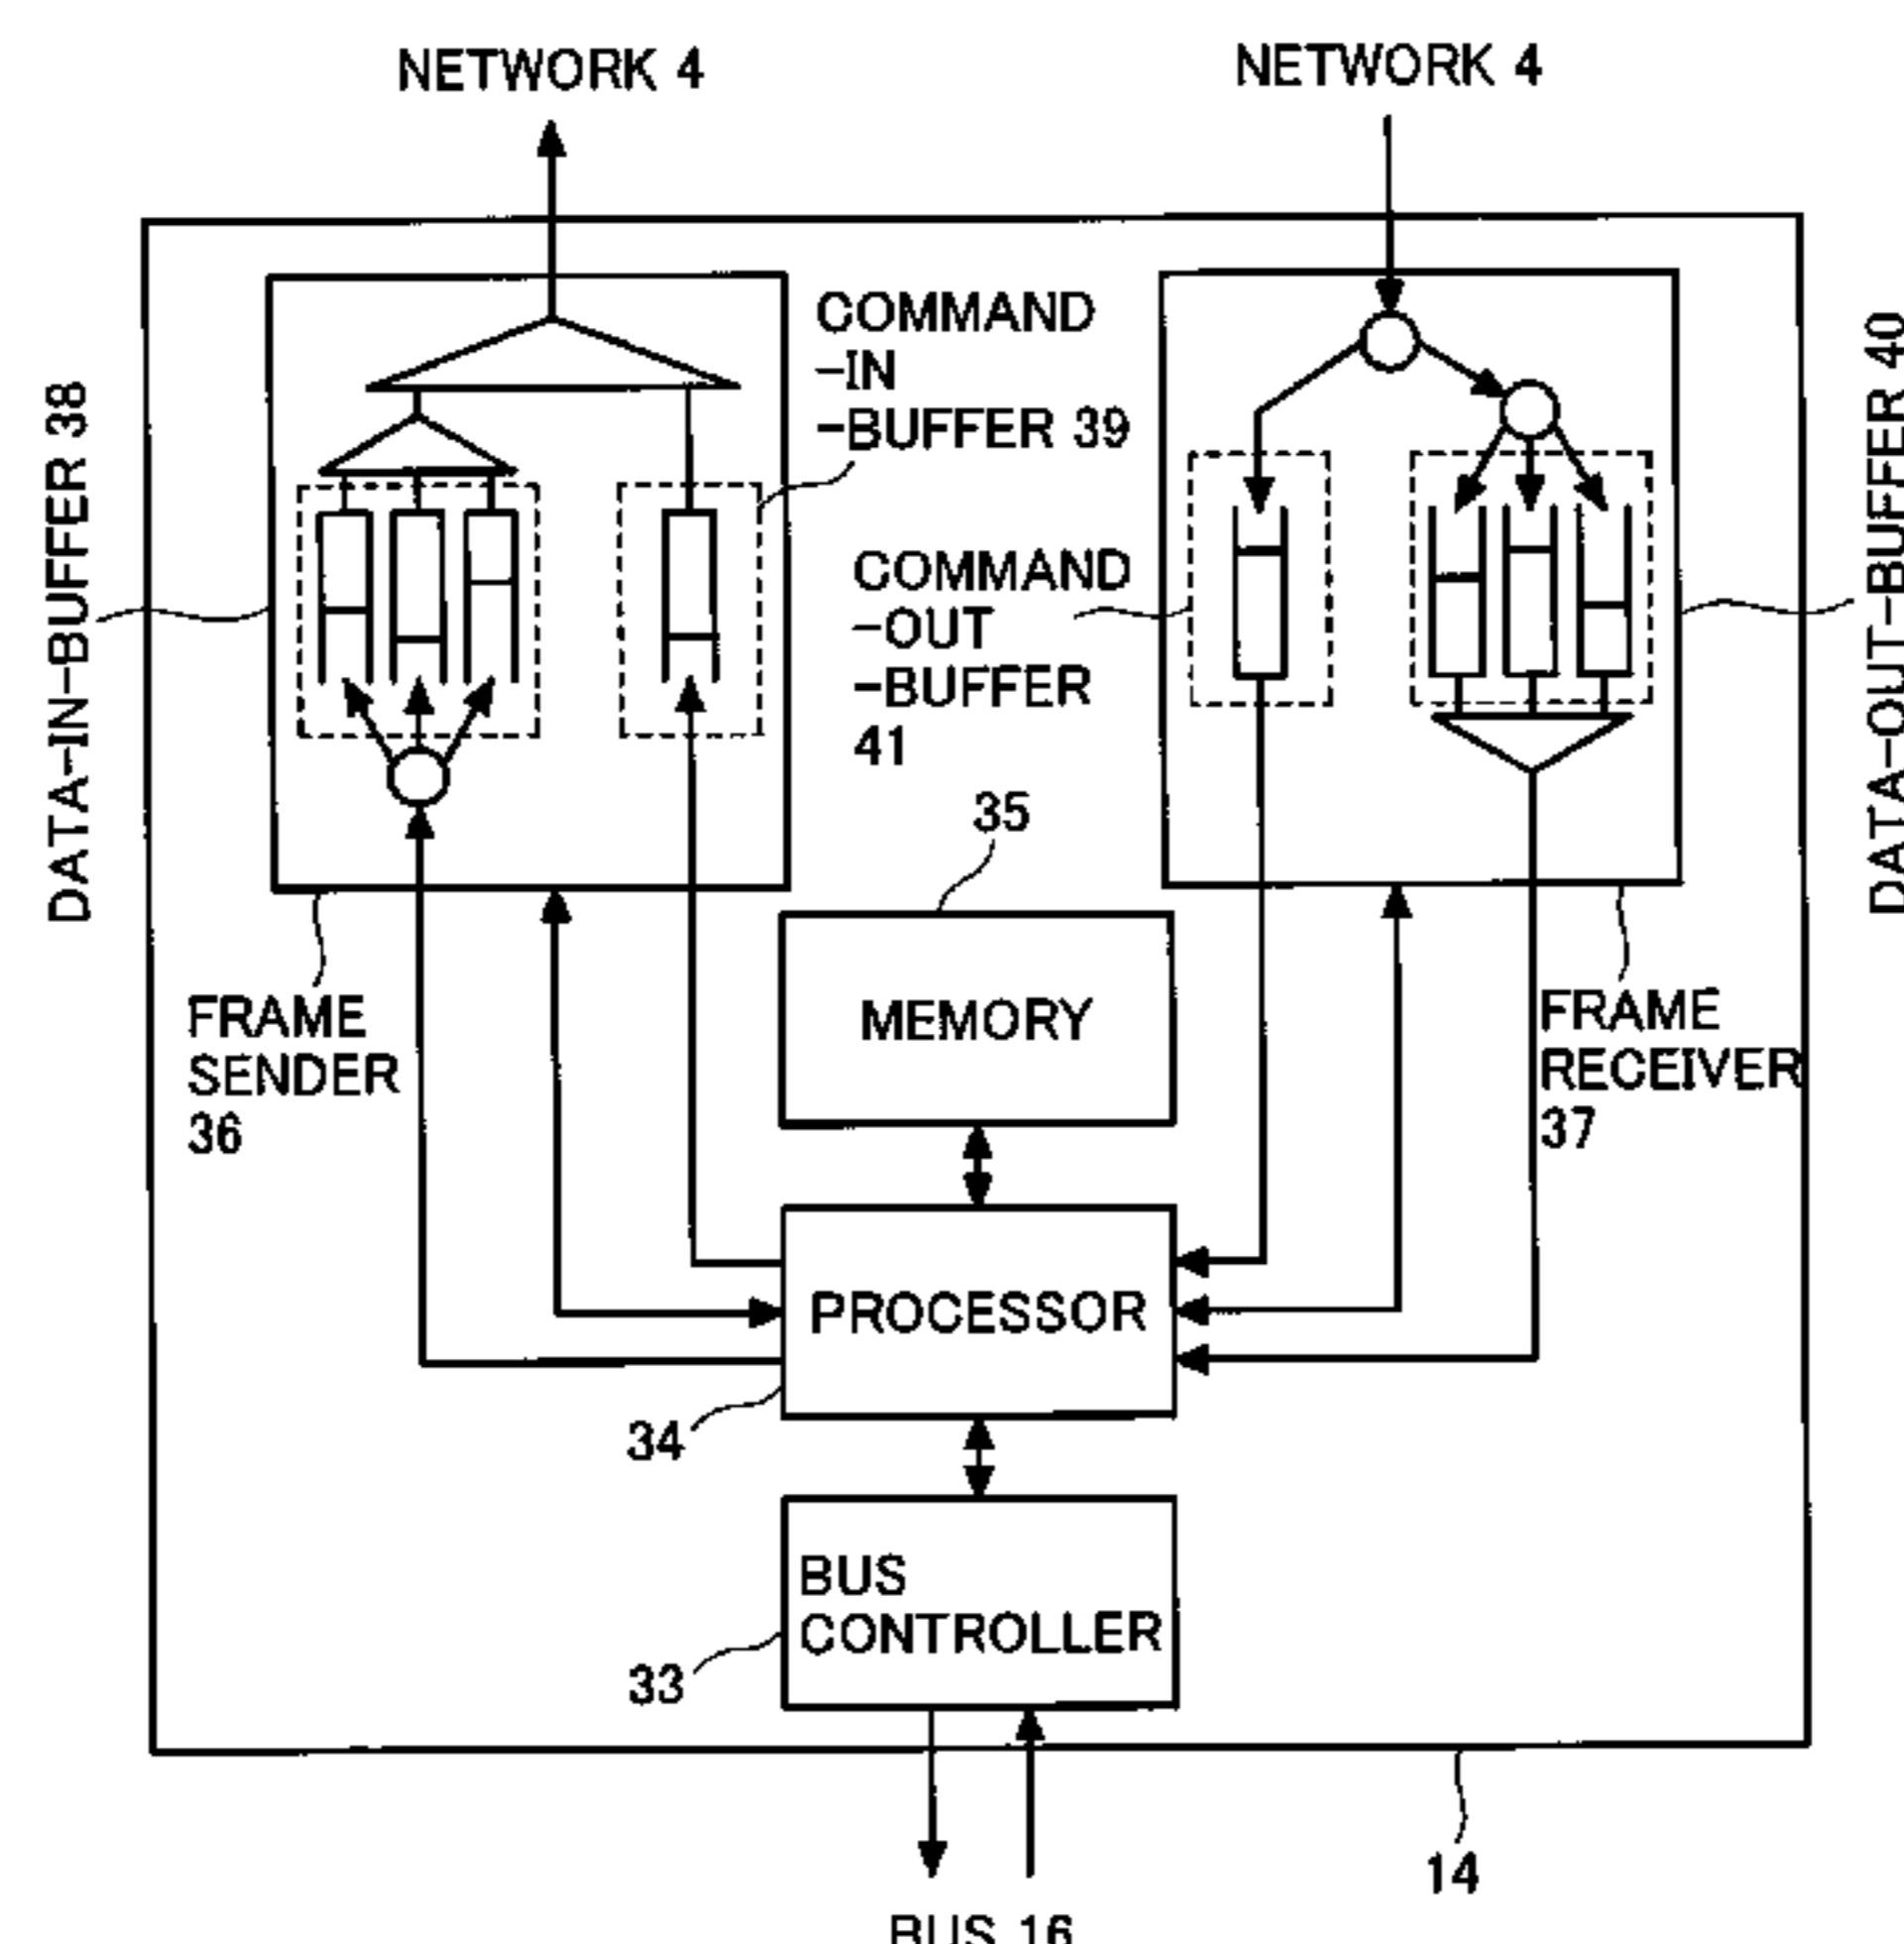 NETWORK 4
NETWORK 4
DATA-IN-BUFFER 38
COMMAND
-IN
-BUFFER 39
COMMAND
-OUT
-BUFFER
41
DATA-OUT-BUFFER 40
35
FRAME
SENDER
36
MEMORY
FRAME
RECEIVER
37
PROCESSOR
34
BUS
CONTROLLER
33
14
BUS 16